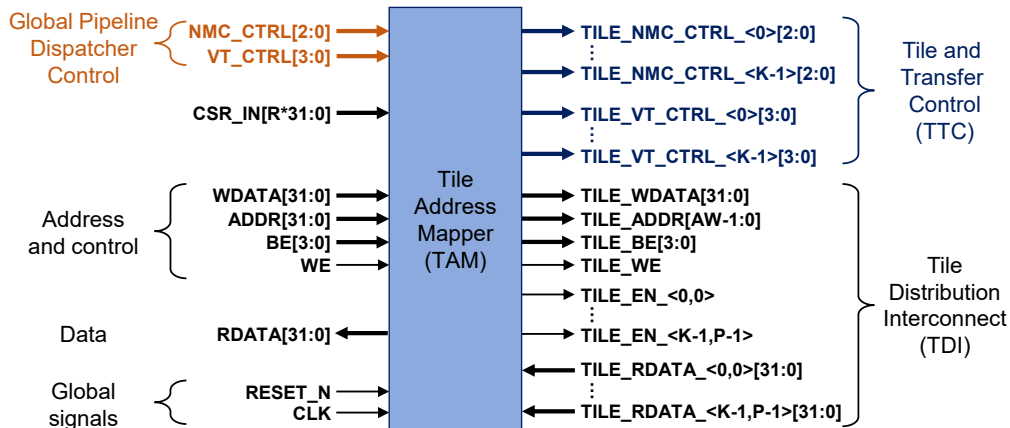 Global Pipeline
Dispatcher
Control
NMC_CTRL[2:0]
VT_CTRL[3:0]
CSR_IN[R*31:0]
Address
and control
WDATA[31:0]
ADDR[31:0]
BE[3:0]
WE
Data
RDATA[31:0]
Global
signals
RESET_N
CLK
Tile
Address
Mapper
(TAM)
TILE_NMC_CTRL_<0>[2:0]
TILE_NMC_CTRL_<K-1>[2:0]
TILE_VT_CTRL_<0>[3:0]
TILE_VT_CTRL_<K-1>[3:0]
Tile and
Transfer
Control
(TTC)
TILE_WDATA[31:0]
TILE_ADDR[AW-1:0]
TILE_BE[3:0]
TILE_WE
TILE_EN_<0,0>
TILE_EN_<K-1,P-1>
TILE_RDATA_<0,0>[31:0]
TILE_RDATA_<K-1,P-1>[31:0]
Tile
Distribution
Interconnect
(TDI)